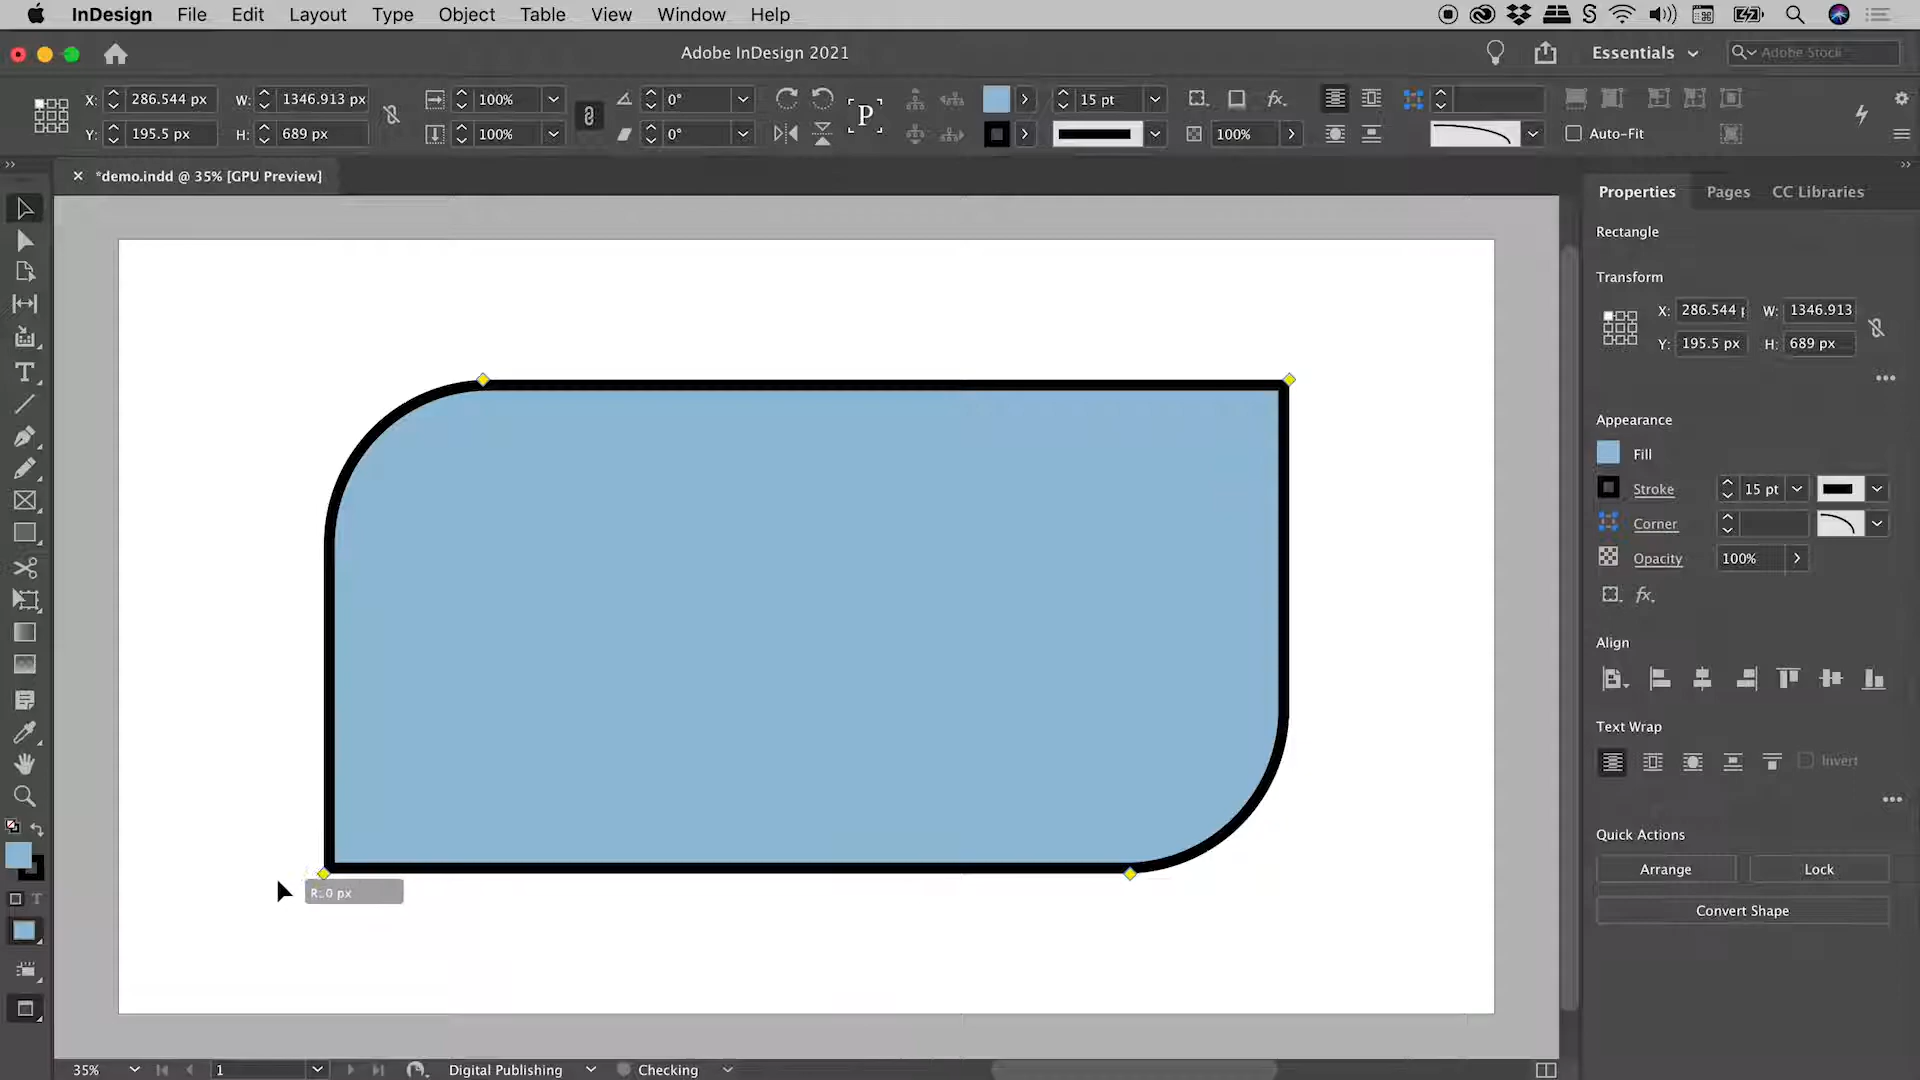 InDesign File Edit Layout Type Object Table View Window Help
Adobe InDesign 2021
Essentials
Adobe Stock
X: 286.544 px W: 1346.913 px 100% 0° 15 pt
Y: 195.5 px H: 689 px 100% 0° P 100% Auto-Fit
fx.
*demo.indd @ 35% [GPU Preview]
Properties Pages CC Libraries
Rectangle
Transform
X: 286.544 W: 1346.913
Y: 195.5 px H: 689 px
Appearance
Fill
Stroke 15 pt
Corner
Opacity 100%
fx.
Align
Text Wrap
Invert
Quick Actions
Arrange Lock
Convert Shape
R: 0 px
35% 1 Digital Publishing Checking